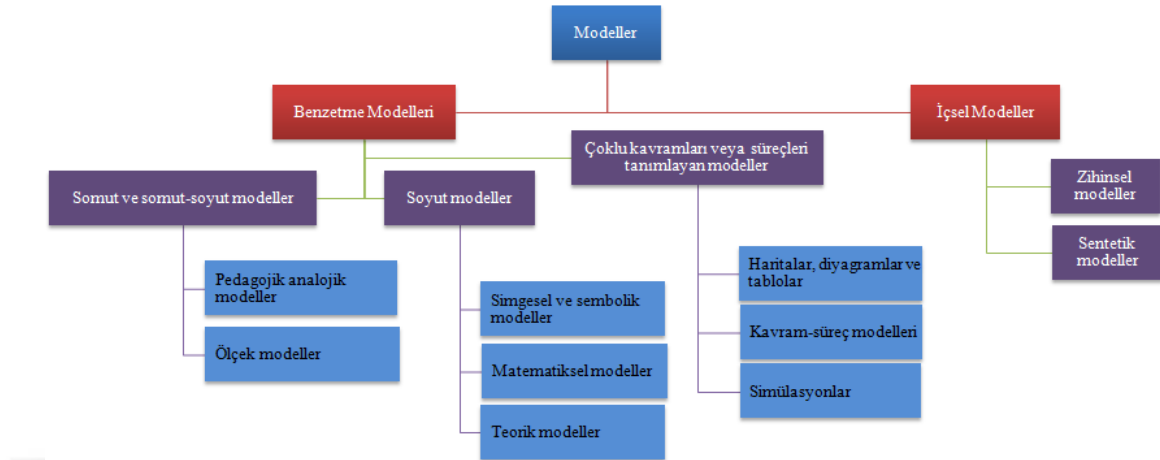 Modeller
Benzetme Modelleri
İçsel Modeller
Çoklu kavramları veya süreçleri
tanımlayan modeller
Somut ve somut-soyut modeller
Soyut modeller
Zihinsel
modeller
Sentetik
modeller
Pedagojik analojik
modeller
Ölçek modeller
Simgesel ve sembolik
modeller
Matematiksel modeller
Teorik modeller
Haritalar, diyagramlar ve
tablolar
Kavram-süreç modelleri
Simülasyonlar